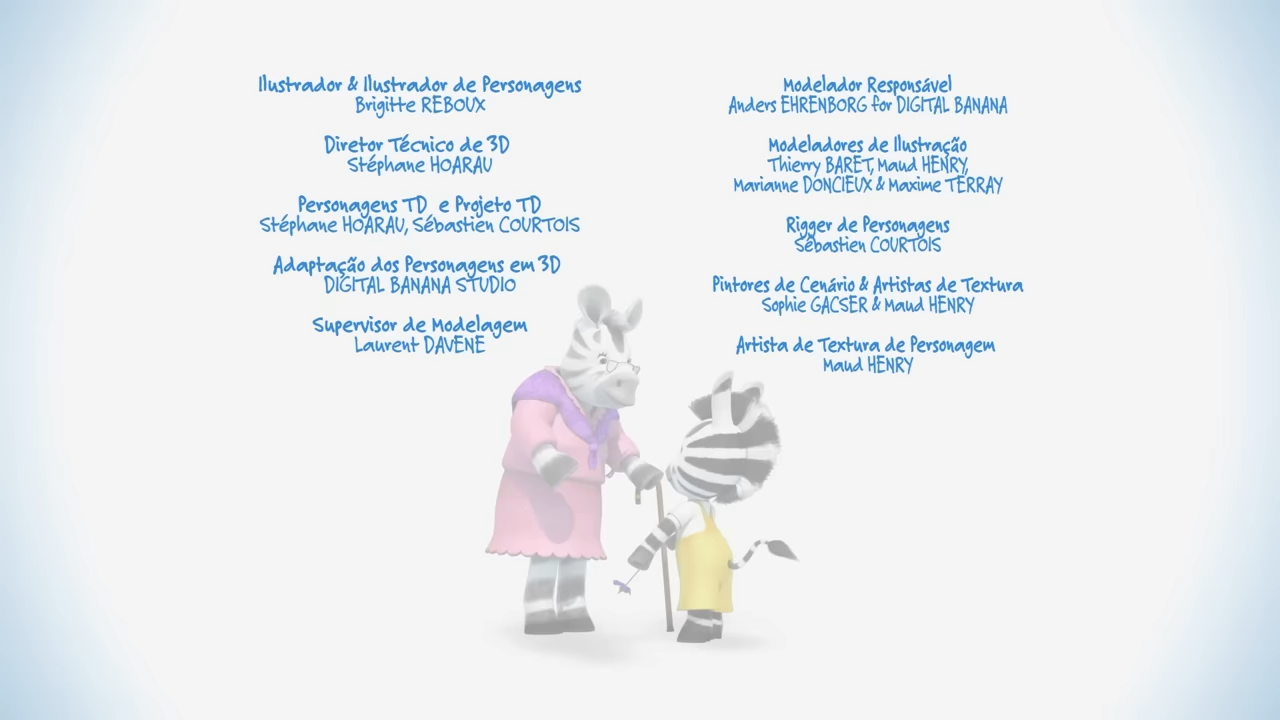 Ilustrador & Ilustrador de Personagens
Brigitte REBOUX
Diretor Técnico de 3D
Stéphane HOARAU
Personagens TD e Projeto TD
Stéphane HOARAU, Sébastien COURTOIS
Adaptação dos Personagens em 3D
DIGITAL BANANA STUDIO
Supervisor de Modelagem
Laurent DAVENE
Modelador Responsável
Anders EHRENBORG for DIGITAL BANANA
Modeladores de Ilustração
Thierry BARET, Maud HENRY,
Marianne DONCIEUX & Maxime TERRAY
Rigger de Personagens
Sébastien COURTOIS
Pintores de Cenário & Artistas de Textura
Sophie GACSER & Maud HENRY
Artista de Textura de Personagem
Maud HENRY